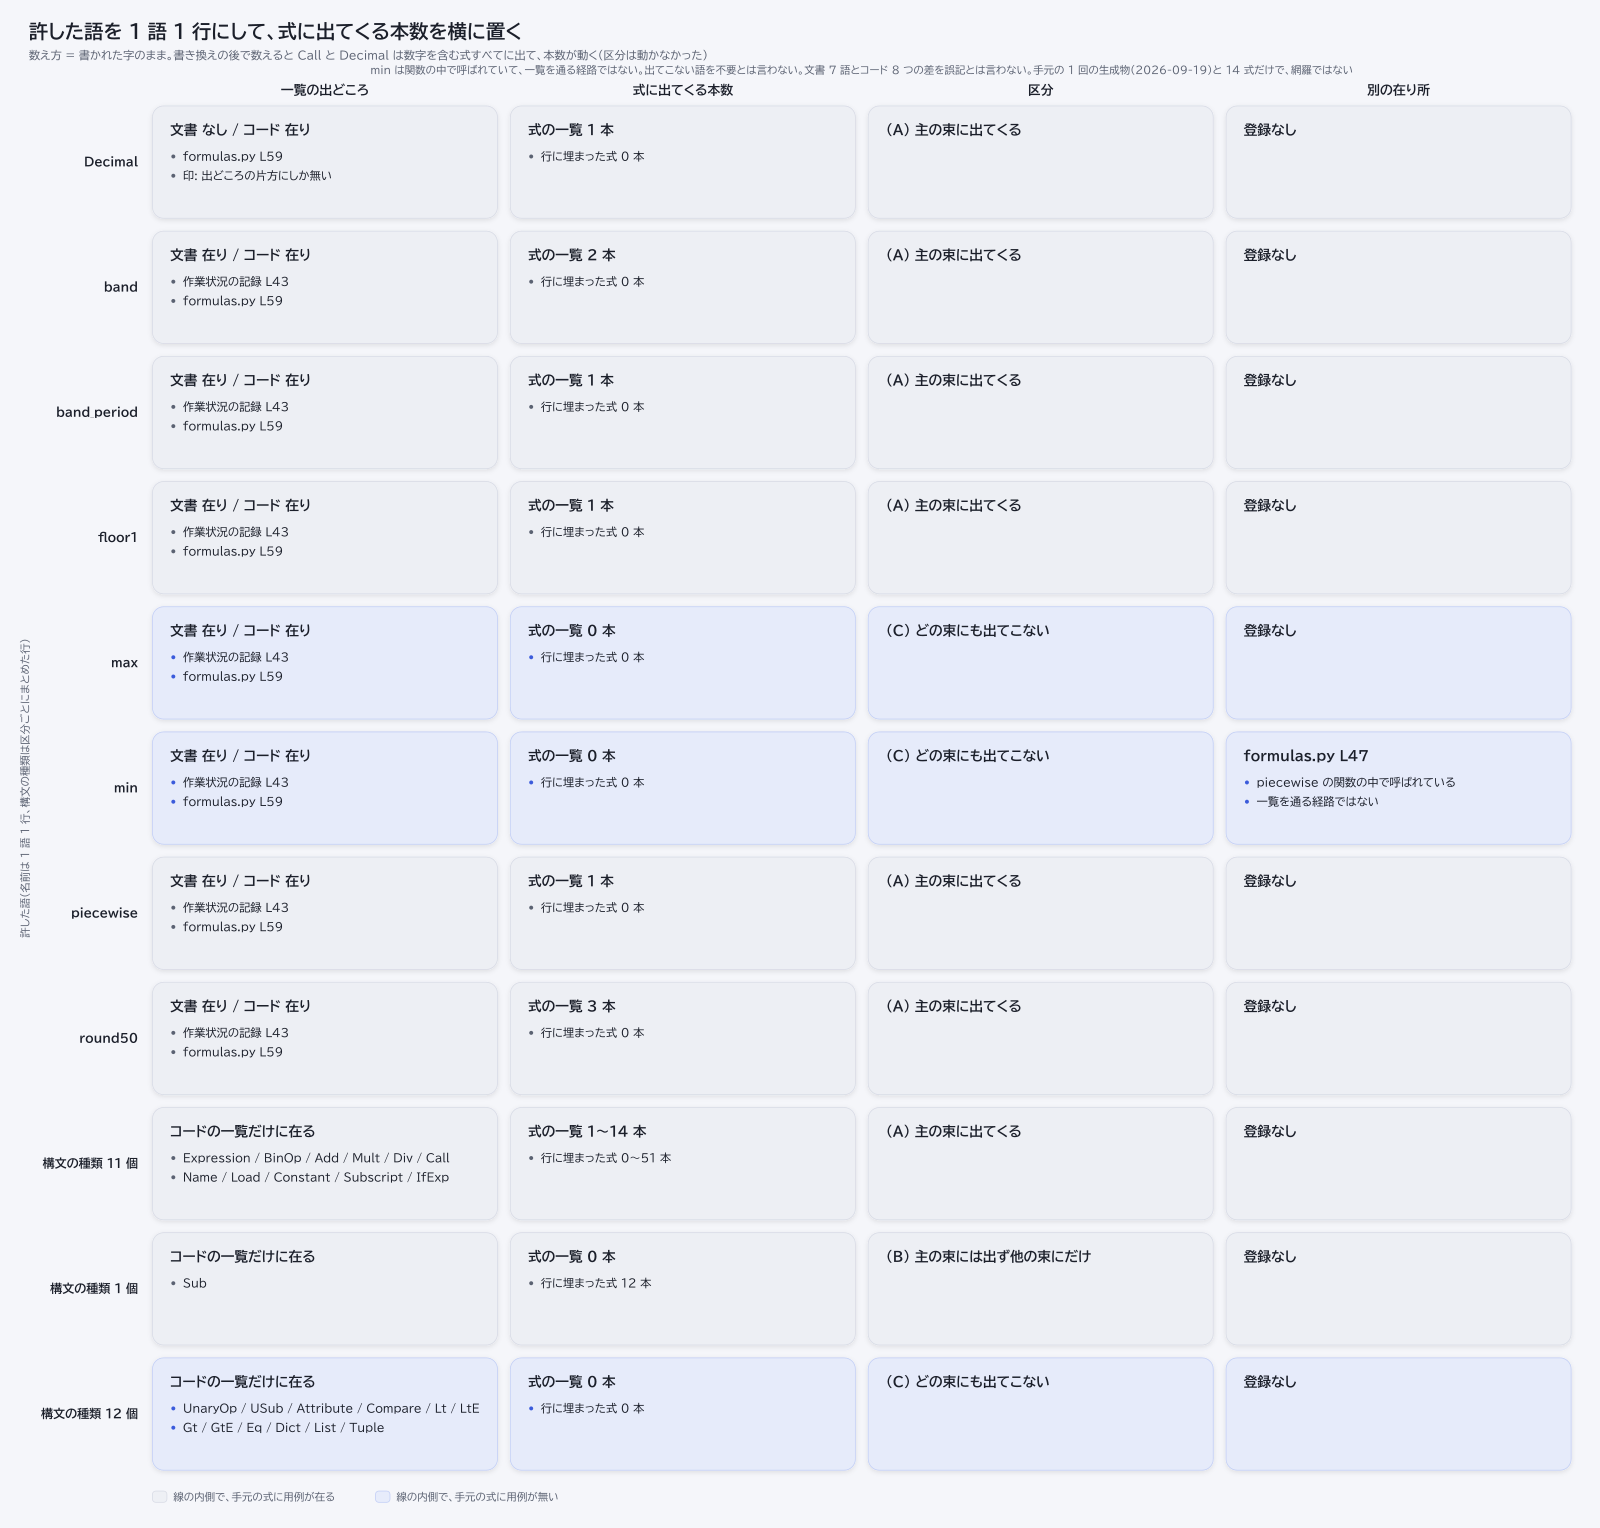 許した語を 1 語 1 行にして、式に出てくる本数を横に置く
数え方 = 書かれた字のまま。書き換えの後で数えると Call と Decimal は数字を含む式すべてに出て、本数が動く（区分は動かなかった）
min は関数の中で呼ばれていて、一覧を通る経路ではない。出てこない語を不要とは言わない。文書 7 語とコード 8 つの差を誤記とは言わない。手元の 1 回の生成物（2026-09-19）と 14 式だけで、網羅ではない
一覧の出どころ
式に出てくる本数
区分
別の在り所
許した語（名前は 1 語 1 行、構文の種類は区分ごとにまとめた行）
Decimal
文書 なし / コード 在り
• formulas.py L59
• 印: 出どころの片方にしか無い
式の一覧 1 本
• 行に埋まった式 0 本
（A） 主の束に出てくる
登録なし
band
文書 在り / コード 在り
• 作業状況の記録 L43
• formulas.py L59
式の一覧 2 本
• 行に埋まった式 0 本
（A） 主の束に出てくる
登録なし
band_period
文書 在り / コード 在り
• 作業状況の記録 L43
• formulas.py L59
式の一覧 1 本
• 行に埋まった式 0 本
（A） 主の束に出てくる
登録なし
floor1
文書 在り / コード 在り
• 作業状況の記録 L43
• formulas.py L59
式の一覧 1 本
• 行に埋まった式 0 本
（A） 主の束に出てくる
登録なし
max
文書 在り / コード 在り
• 作業状況の記録 L43
• formulas.py L59
式の一覧 0 本
• 行に埋まった式 0 本
（C） どの束にも出てこない
登録なし
min
文書 在り / コード 在り
• 作業状況の記録 L43
• formulas.py L59
式の一覧 0 本
• 行に埋まった式 0 本
（C） どの束にも出てこない
formulas.py L47
• piecewise の関数の中で呼ばれている
• 一覧を通る経路ではない
piecewise
文書 在り / コード 在り
• 作業状況の記録 L43
• formulas.py L59
式の一覧 1 本
• 行に埋まった式 0 本
（A） 主の束に出てくる
登録なし
round50
文書 在り / コード 在り
• 作業状況の記録 L43
• formulas.py L59
式の一覧 3 本
• 行に埋まった式 0 本
（A） 主の束に出てくる
登録なし
構文の種類 11 個
コードの一覧だけに在る
• Expression / BinOp / Add / Mult / Div / Call
• Name / Load / Constant / Subscript / IfExp
式の一覧 1〜14 本
• 行に埋まった式 0〜51 本
（A） 主の束に出てくる
登録なし
構文の種類 1 個
コードの一覧だけに在る
• Sub
式の一覧 0 本
• 行に埋まった式 12 本
（B） 主の束には出ず他の束にだけ
登録なし
構文の種類 12 個
コードの一覧だけに在る
• UnaryOp / USub / Attribute / Compare / Lt / LtE
• Gt / GtE / Eq / Dict / List / Tuple
式の一覧 0 本
• 行に埋まった式 0 本
（C） どの束にも出てこない
登録なし
線の内側で、手元の式に用例が在る
線の内側で、手元の式に用例が無い